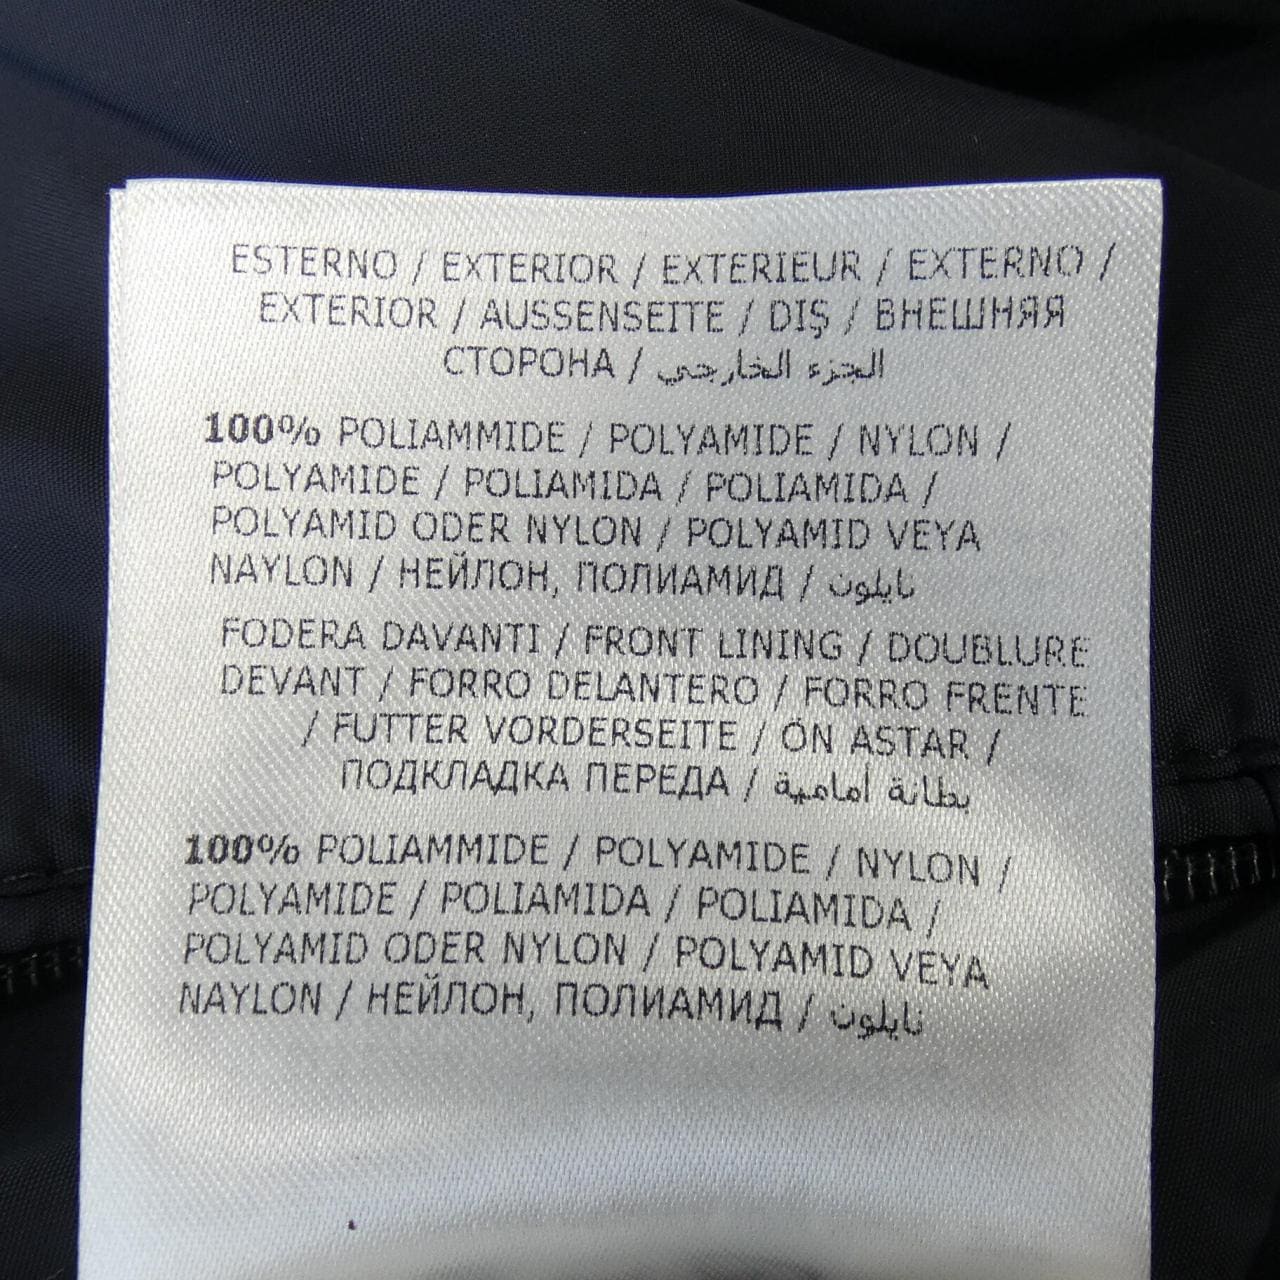 ESTERNO / EXTERIOR / EXTERIEUR / EXTERNO /
EXTERIOR / AUSSENSEITE / DIŞ / ВНЕШНЯЯ
СТОРОНА / الجزء الخارجي
100% POLIAMMIDE / POLYAMIDE / NYLON /
POLYAMIDE / POLIAMIDA / POLIAMIDA /
POLYAMID ODER NYLON / POLYAMID VEYA
NAYLON / НЕЙЛОН, ПОЛИАМИД / نايلون
FODERA DAVANTI / FRONT LINING / DOUBLURE
DEVANT / FORRO DELANTERO / FORRO FRENTE
/ FUTTER VORDERSEITE / ÖN ASTAR /
ПОДКЛАДКА ПЕРЕДА / بطانة أمامية
100% POLIAMMIDE / POLYAMIDE / NYLON /
POLYAMIDE / POLIAMIDA / POLIAMIDA /
POLYAMID ODER NYLON / POLYAMID VEYA
NAYLON / НЕЙЛОН, ПОЛИАМИД / نايلون